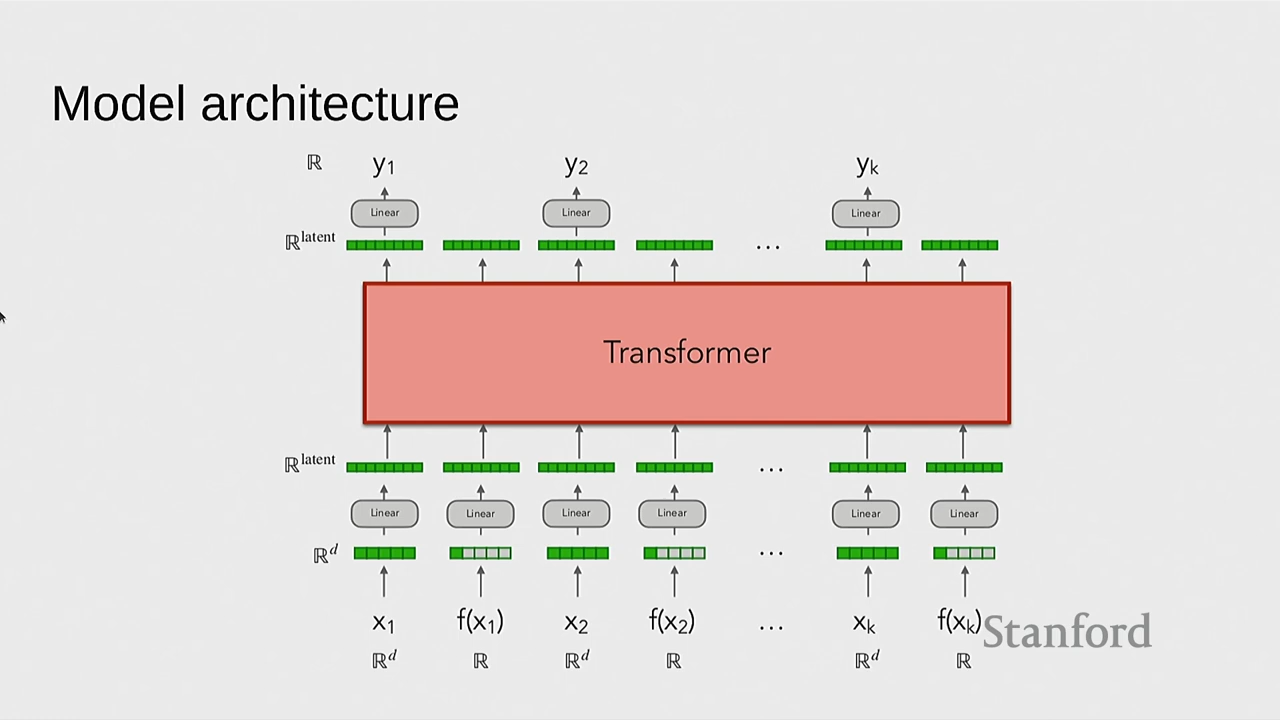 Model architecture
ℝ y₁ y₂ yₖ
Linear Linear Linear
ℝˡᵃᵗᵉⁿᵗ ...
Transformer
ℝˡᵃᵗᵉⁿᵗ ...
Linear Linear Linear Linear Linear Linear
ℝᵈ ...
x₁ f(x₁) x₂ f(x₂) ... xₖ f(xₖ)
Stanford
ℝᵈ ℝ ℝᵈ ℝ ℝᵈ ℝ